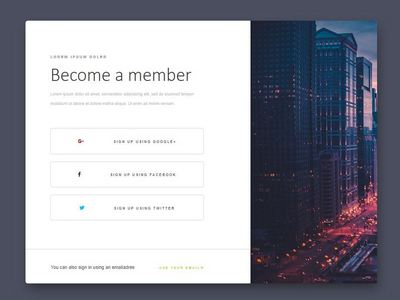 LOREM IPSUM DOLOR
Become a member
Lorem ipsum dolor sit amet, consectetur adipiscing elit, sed do eiusmod tempor
incididunt ut labore et dolore magna aliqua. Ut enim ad minim veniam.
G+ SIGN UP USING GOOGLE+
f SIGN UP USING FACEBOOK
SIGN UP USING TWITTER
You can also sign in using an emailadree
USE YOUR EMAIL